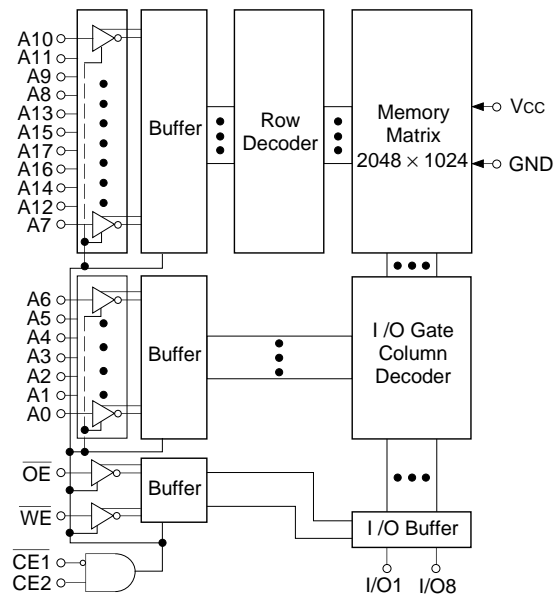 A10
A11
A9
A8
A13
A15
A17
A16
A14
A12
A7
Buffer
Row
Decoder
Memory
Matrix
2048 × 1024
VCC
GND
A6
A5
A4
A3
A2
A1
A0
Buffer
I /O Gate
Column
Decoder
OE
WE
Buffer
I /O Buffer
CE1
CE2
I/O1
I/O8